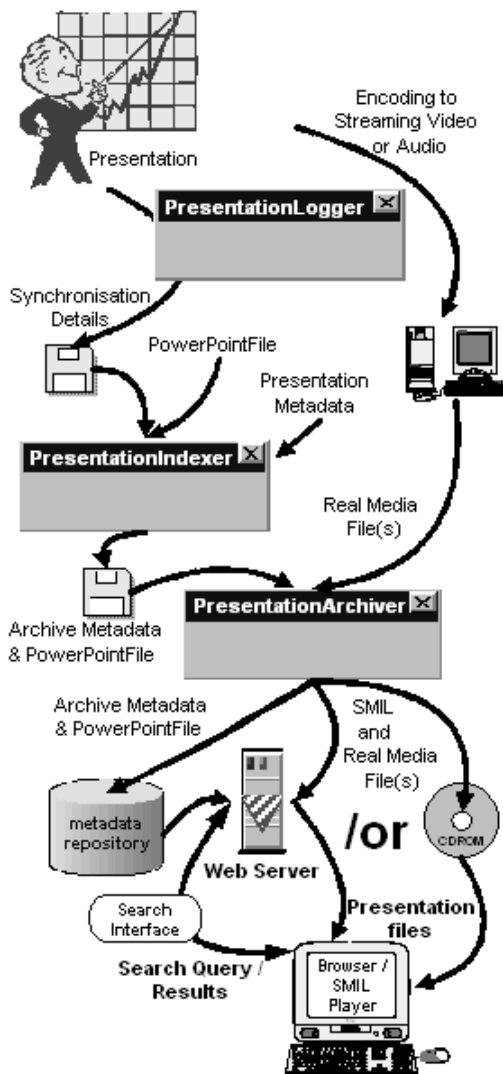 Encoding to
Streaming Video
or Audio
Presentation
PresentationLogger
Synchronisation
Details
PowerPointFile
Presentation
Metadata
PresentationIndexer
Real Media
File(s)
PresentationArchiver
Archive Metadata
& PowerPointFile
Archive Metadata
& PowerPointFile
SMIL
and
Real Media
File(s)
metadata
repository
Web Server
/or
CDROM
Search
Interface
Presentation
files
Search Query /
Results
Browser /
SMIL
Player